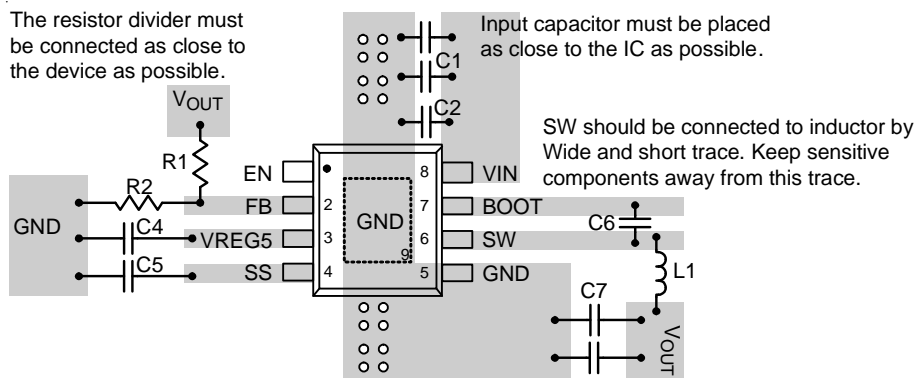 The resistor divider must
be connected as close to
the device as possible.
Input capacitor must be placed
as close to the IC as possible.
C1
C2
VOUT
SW should be connected to inductor by
Wide and short trace. Keep sensitive
components away from this trace.
R1
EN
8
VIN
R2
FB
2
GND
7
BOOT
GND
C4
VREG5
3
9
6
SW
C6
C5
SS
4
5
GND
L1
C7
VOUT